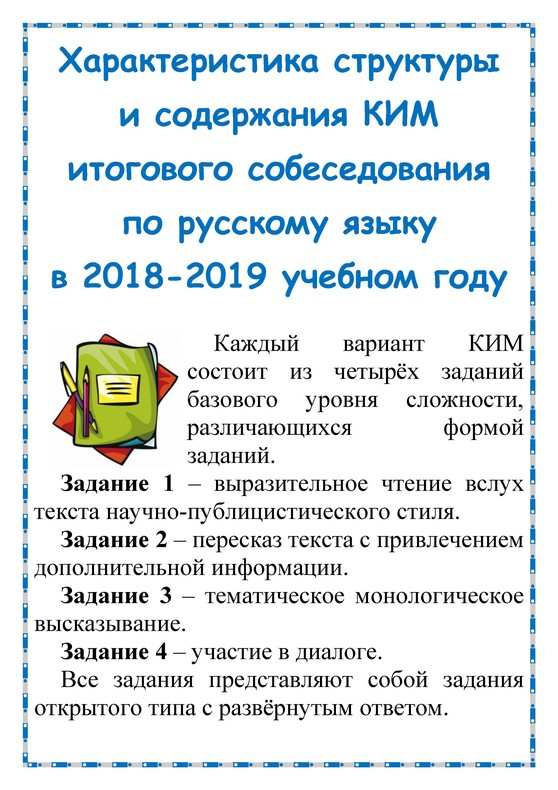 Характеристика структуры
и содержания КИМ
итогового собеседования
по русскому языку
в 2018-2019 учебном году
Каждый вариант КИМ
состоит из четырёх заданий
базового уровня сложности,
различающихся формой
заданий.
Задание 1 – выразительное чтение вслух
текста научно-публицистического стиля.
Задание 2 – пересказ текста с привлечением
дополнительной информации.
Задание 3 – тематическое монологическое
высказывание.
Задание 4 – участие в диалоге.
Все задания представляют собой задания
открытого типа с развёрнутым ответом.